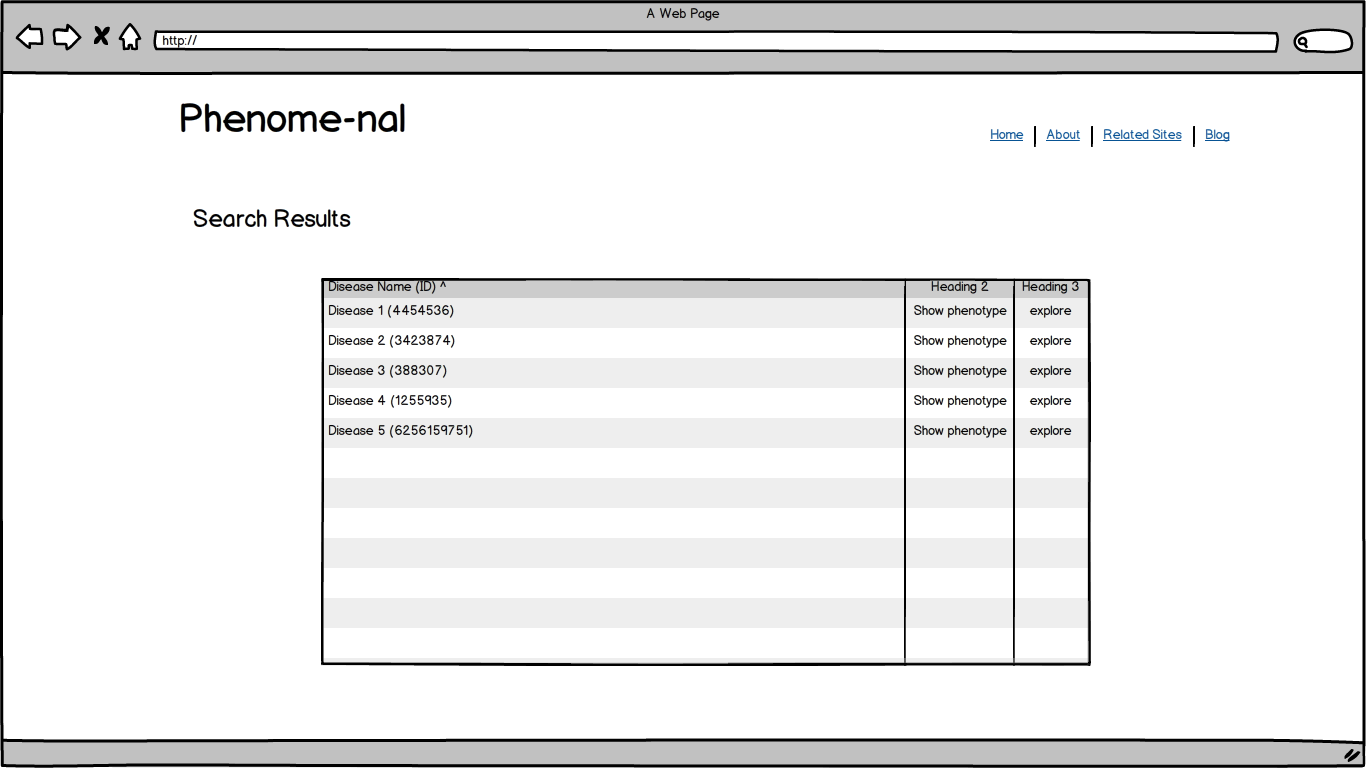 A Web Page
http://
Phenome-nal
Home About Related Sites Blog
Search Results
Disease Name (ID) ^ Heading 2 Heading 3
Disease 1 (4454536) Show phenotype explore
Disease 2 (3423874) Show phenotype explore
Disease 3 (388307) Show phenotype explore
Disease 4 (1255935) Show phenotype explore
Disease 5 (6256159751) Show phenotype explore